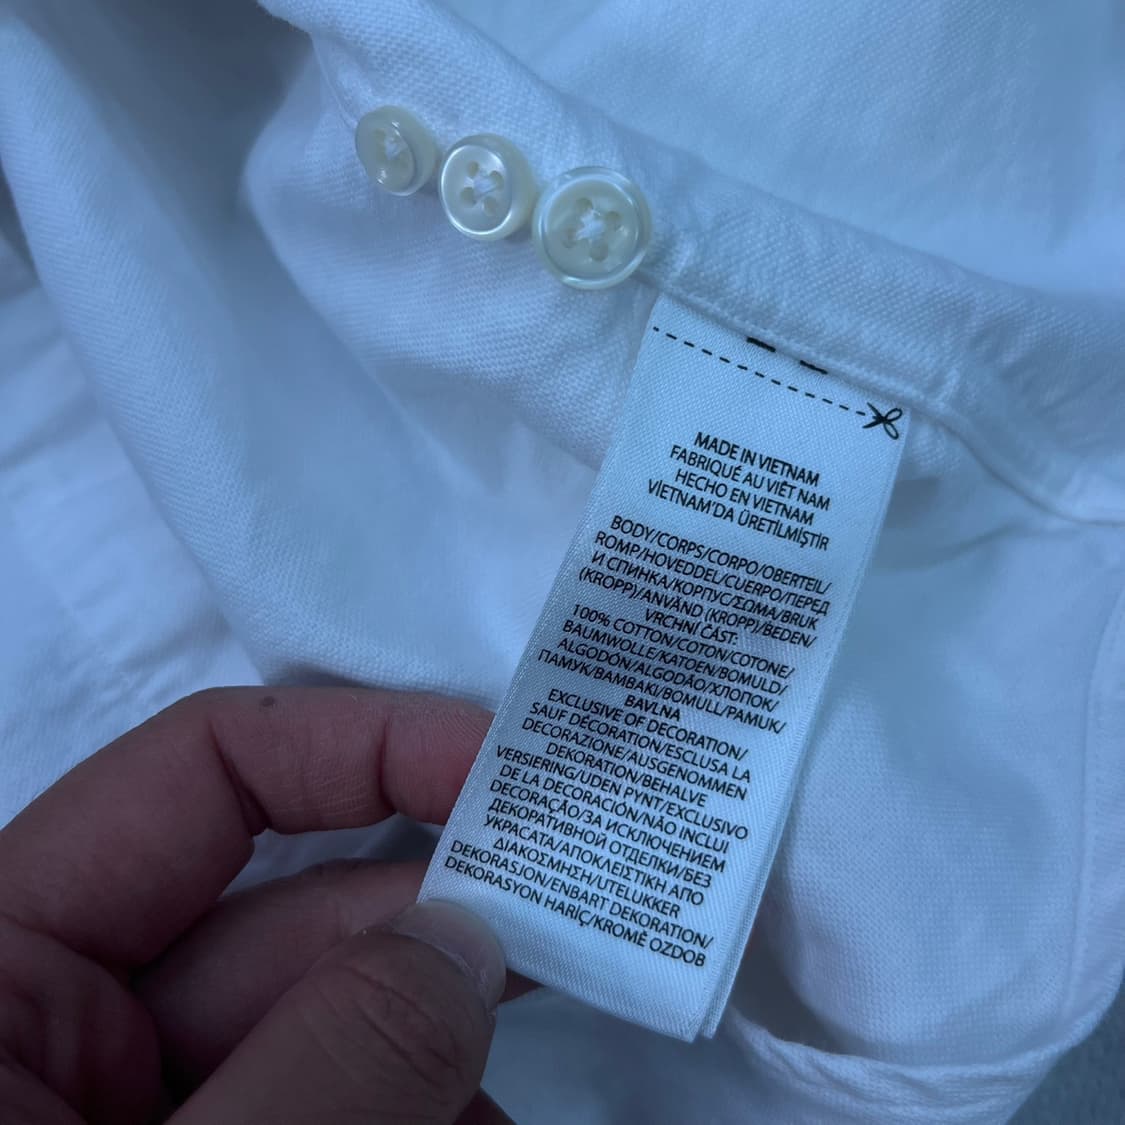 MADE IN VIETNAM
FABRIQUÉ AU VIÊT NAM
HECHO EN VIETNAM
VİETNAM'DA ÜRETİLMİŞTİR
BODY/CORPS/CORPO/OBERTEIL/
ROMP/HOVEDDEL/CUERPO/ПЕРЕД
И СПИНКА/КОРПУС/ΣΩΜΑ/BRUK
(KROPP)/ANVÄND (KROPP)/BEDEN/
VRCHNÍ ČÁST:
100% COTTON/COTON/COTONE/
BAUMWOLLE/KATOEN/BOMULD/
ALGODÓN/ALGODÃO/ХЛОПОК/
ПАМУК/BAMBAKI/BOMULL/PAMUK/
BAVLNA
EXCLUSIVE OF DECORATION/
SAUF DÉCORATION/ESCLUSA LA
DECORAZIONE/AUSGENOMMEN
DEKORATION/BEHALVE
VERSIERING/UDEN PYNT/EXCLUSIVO
DE LA DECORACIÓN/NÃO INCLUI
DECORAÇÃO/ЗА ИСКЛЮЧЕНИЕМ
ДЕКОРАТИВНОЙ ОТДЕЛКИ/БЕЗ
УКРАСАТА/ΑΠΟΚΛΕΙΣΤΙΚΗ ΑΠΟ
ΔΙΑΚΟΣΜΗΣΗ/UTELUKKER
DEKORASJON/ENBART DEKORATION/
DEKORASYON HARİÇ/KROMĚ OZDOB